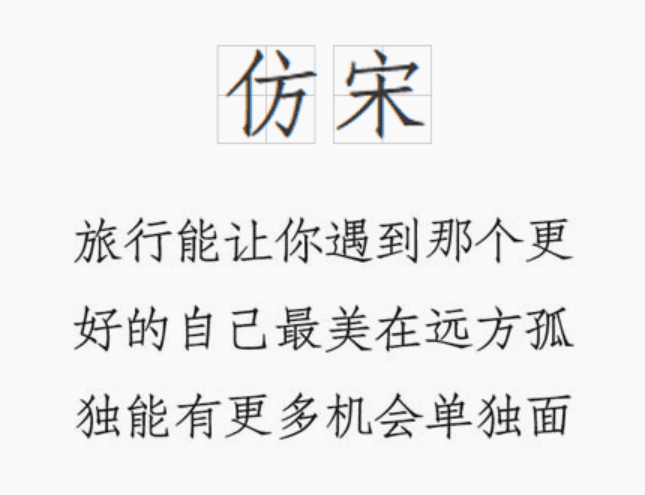 仿宋
旅行能让你遇到那个更
好的自己最美在远方孤
独能有更多机会单独面